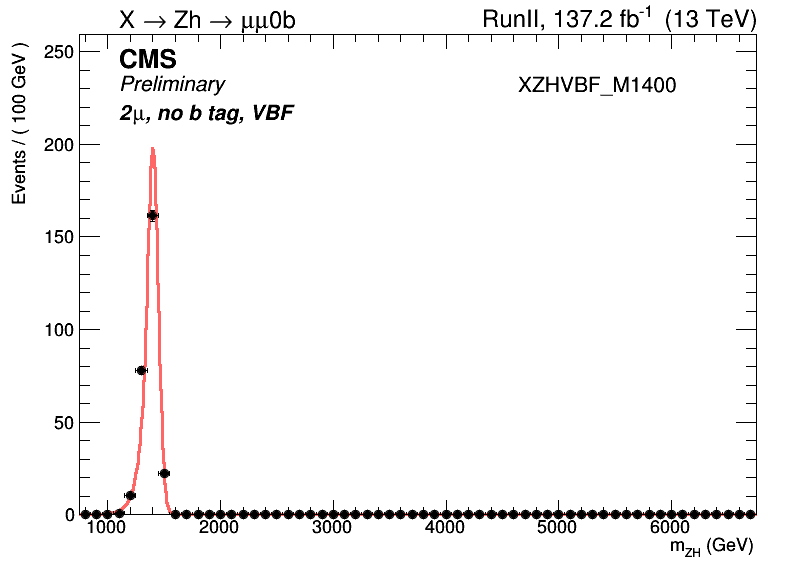 X → Zh → μμ0b
RunII, 137.2 fb⁻¹ (13 TeV)
CMS
Preliminary
2μ, no b tag, VBF
XZHVBF_M1400
Events / ( 100 GeV )
250
200
150
100
50
0
1000 2000 3000 4000 5000 6000
m_ZH (GeV)